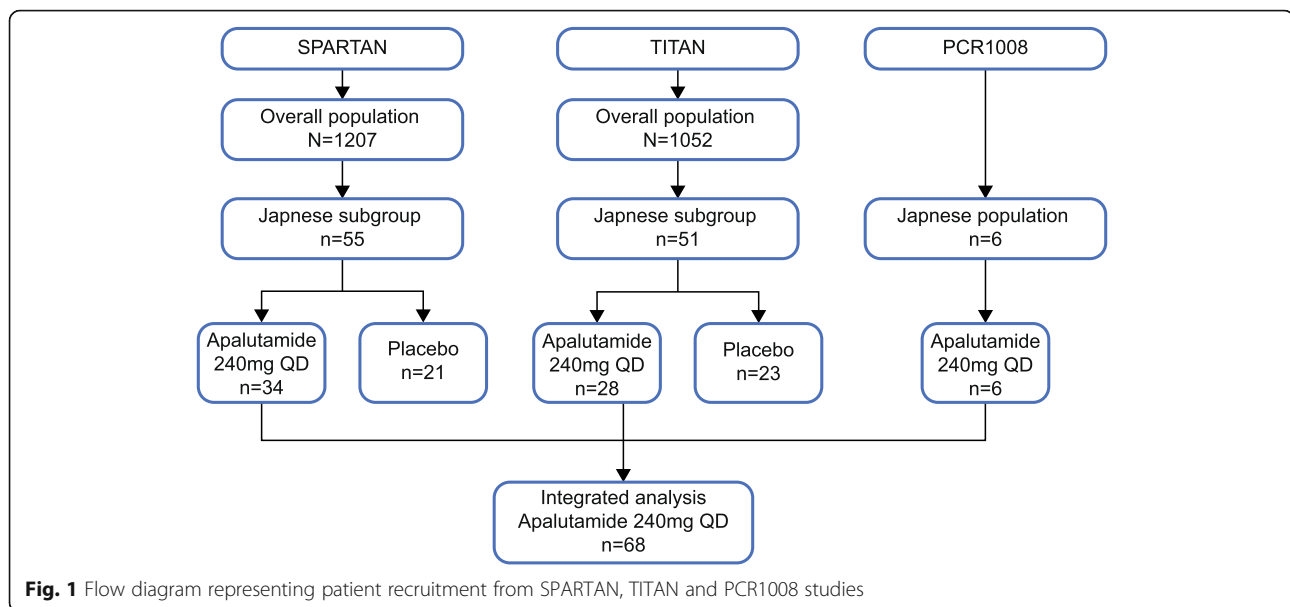 SPARTAN
TITAN
PCR1008
Overall population
N=1207
Overall population
N=1052
Japnese subgroup
n=55
Japnese subgroup
n=51
Japnese population
n=6
Apalutamide
240mg QD
n=34
Placebo
n=21
Apalutamide
240mg QD
n=28
Placebo
n=23
Apalutamide
240mg QD
n=6
Integrated analysis
Apalutamide 240mg QD
n=68
Fig. 1 Flow diagram representing patient recruitment from SPARTAN, TITAN and PCR1008 studies